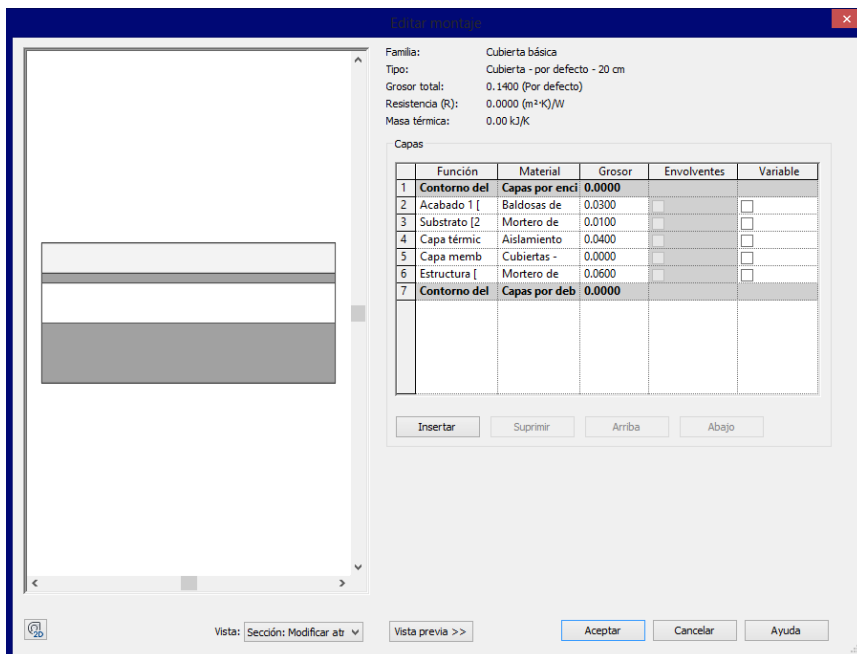 Editar montaje
Familia: Cubierta básica
Tipo: Cubierta - por defecto - 20 cm
Grosor total: 0.1400 (Por defecto)
Resistencia (R): 0.0000 (m²·K)/W
Masa térmica: 0.00 kJ/K
Capas
Función Material Grosor Envolventes Variable
1 Contorno del Capas por enci 0.0000
2 Acabado 1 [ Baldosas de 0.0300
3 Substrato [2 Mortero de 0.0100
4 Capa térmic Aislamiento 0.0400
5 Capa memb Cubiertas - 0.0000
6 Estructura [ Mortero de 0.0600
7 Contorno del Capas por deb 0.0000
Insertar Suprimir Arriba Abajo
2D Vista: Sección: Modificar atr Vista previa >> Aceptar Cancelar Ayuda